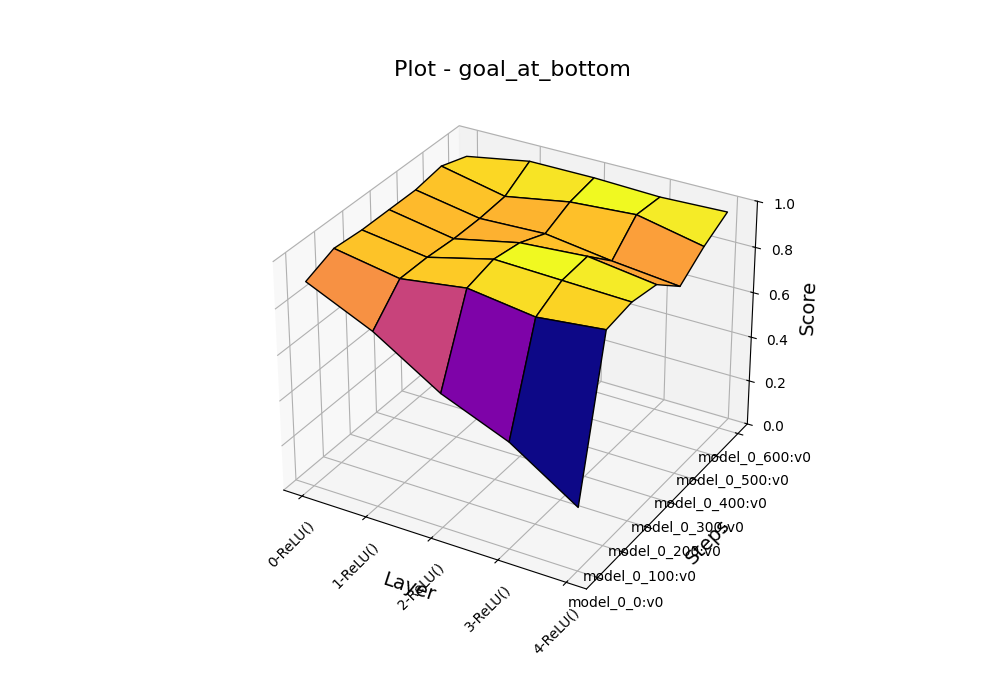 Plot - goal_at_bottom
1.0
0.8
0.6
0.4
0.2
0.0
Score
model_0_600:v0
model_0_500:v0
model_0_400:v0
model_0_300:v0
model_0_200:v0
model_0_100:v0
model_0_0:v0
Steps
0-ReLU()
1-ReLU()
2-ReLU()
3-ReLU()
4-ReLU()
Layer